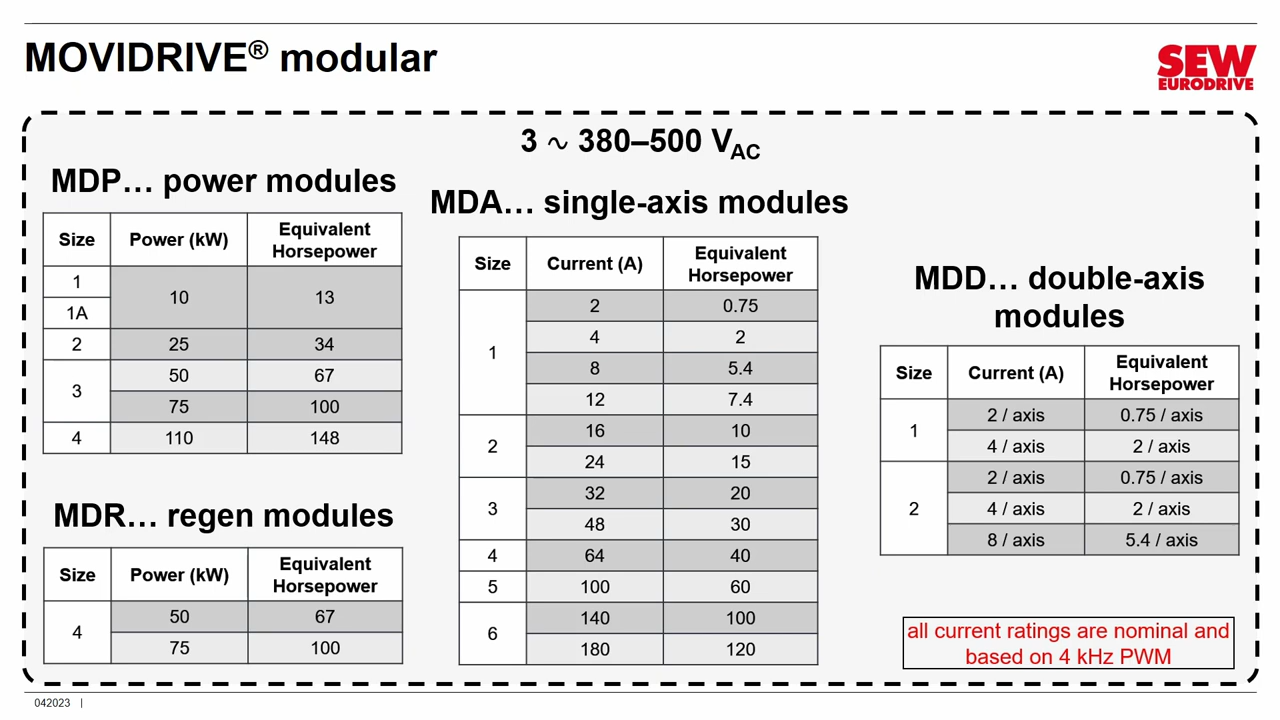 MOVIDRIVE® modular
SEW
EURODRIVE
3 ∿ 380–500 VAC
MDP… power modules
Size Power (kW) Equivalent Horsepower
1 10 13
1A
2 25 34
3 50 67
75 100
4 110 148
MDR… regen modules
Size Power (kW) Equivalent Horsepower
4 50 67
75 100
MDA… single-axis modules
Size Current (A) Equivalent Horsepower
1 2 0.75
4 2
8 5.4
12 7.4
2 16 10
24 15
3 32 20
48 30
4 64 40
5 100 60
6 140 100
180 120
MDD… double-axis
modules
Size Current (A) Equivalent Horsepower
1 2 / axis 0.75 / axis
4 / axis 2 / axis
2 2 / axis 0.75 / axis
4 / axis 2 / axis
8 / axis 5.4 / axis
all current ratings are nominal and
based on 4 kHz PWM
042023 |